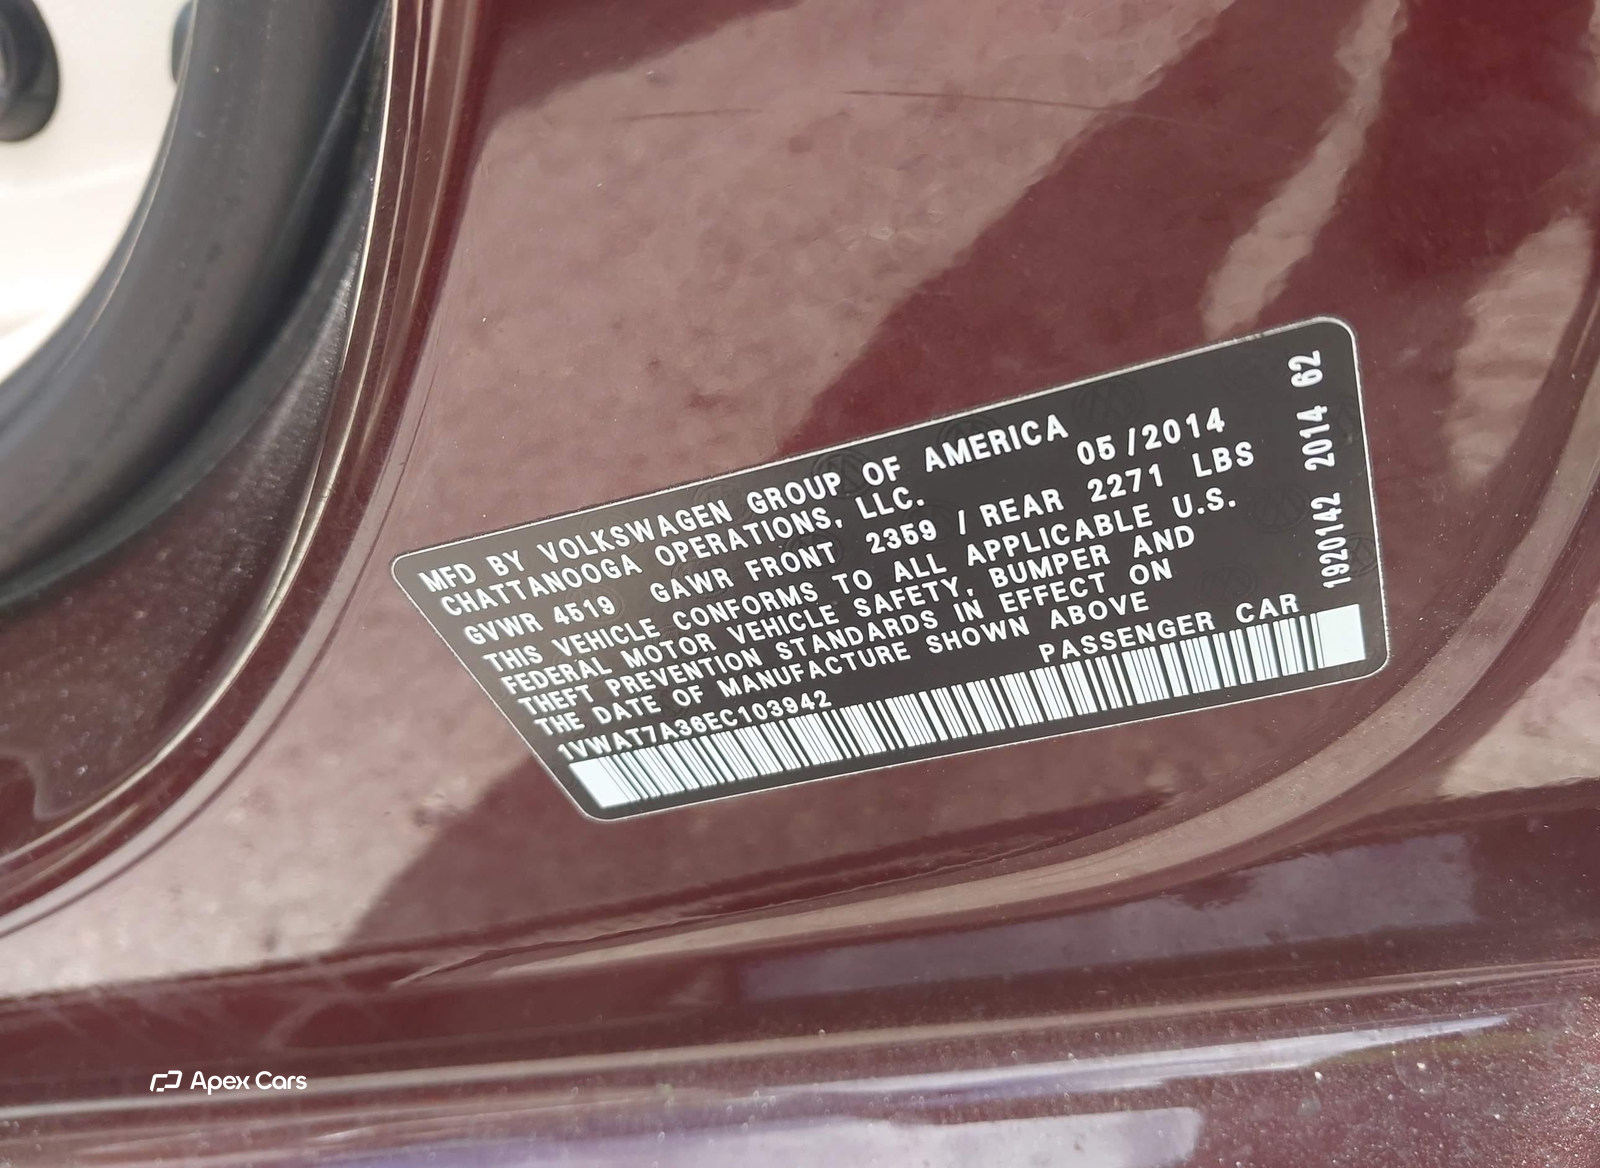 MFD BY VOLKSWAGEN GROUP OF AMERICA
CHATTANOOGA OPERATIONS, LLC. 05/2014
GVWR 4519 GAWR FRONT 2359 / REAR 2271 LBS
THIS VEHICLE CONFORMS TO ALL APPLICABLE U.S.
FEDERAL MOTOR VEHICLE SAFETY, BUMPER AND
THEFT PREVENTION STANDARDS IN EFFECT ON
THE DATE OF MANUFACTURE SHOWN ABOVE
1VWAT7A36EC103942 PASSENGER CAR
1920142 2014 62
Apex Cars